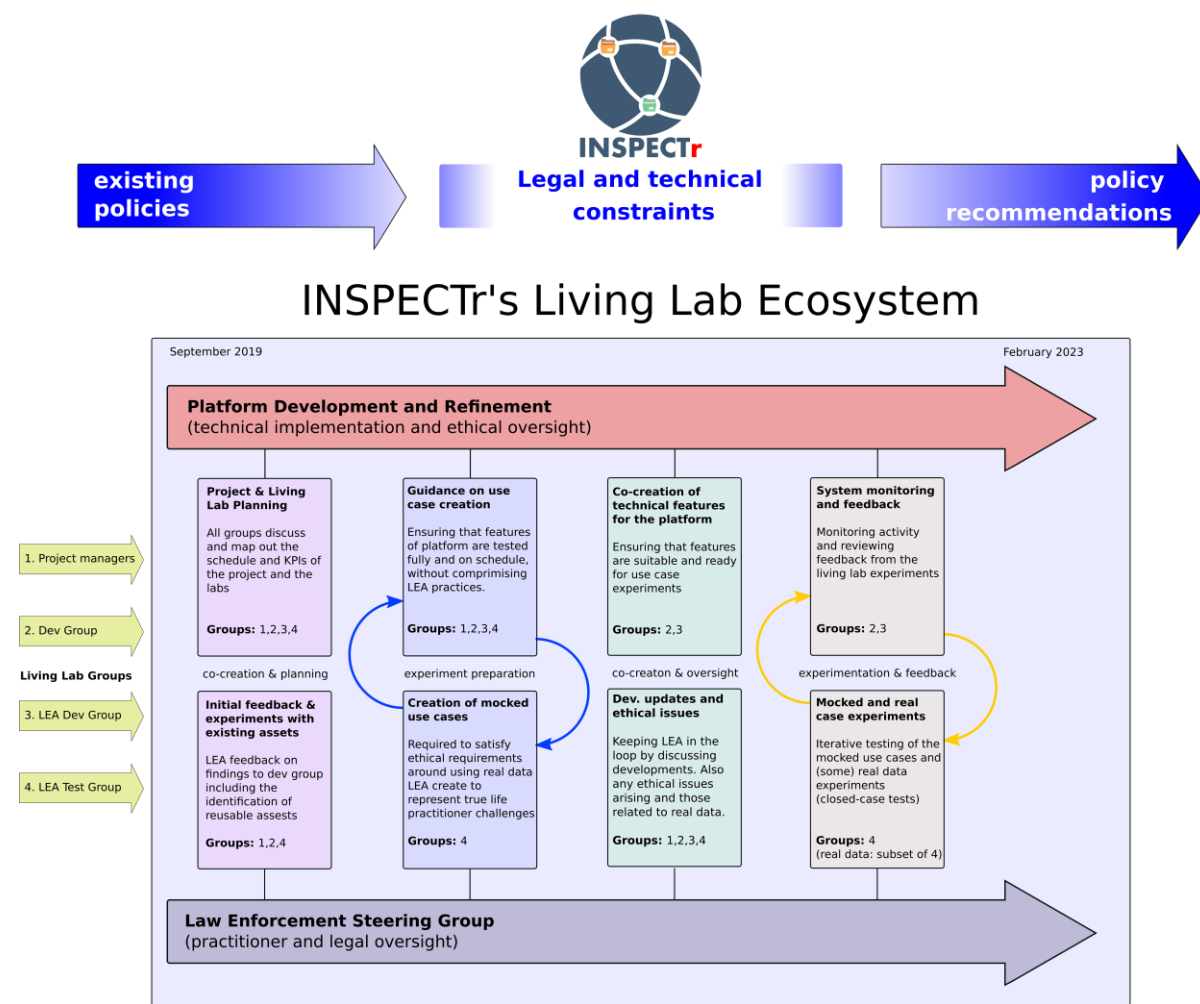 INSPECTr
existing
policies
Legal and technical
constraints
policy
recommendations
INSPECTr's Living Lab Ecosystem
September 2019
February 2023
Platform Development and Refinement
(technical implementation and ethical oversight)
1. Project managers
2. Dev Group
Living Lab Groups
3. LEA Dev Group
4. LEA Test Group
Project & Living
Lab Planning
All groups discuss
and map out the
schedule and KPIs of
the project and the
labs
Groups: 1,2,3,4
co-creation & planning
Initial feedback &
experiments with
existing assets
LEA feedback on
findings to dev group
including the
identification of
reusable assests
Groups: 1,2,4
Guidance on use
case creation
Ensuring that features
of platform are tested
fully and on schedule,
without comprimising
LEA practices.
Groups: 1,2,3,4
experiment preparation
Creation of mocked
use cases
Required to satisfy
ethical requirements
around using real data
LEA create to
represent true life
practitioner challenges
Groups: 4
Co-creation of
technical features
for the platform
Ensuring that features
are suitable and ready
for use case
experiments
Groups: 2,3
co-creaton & oversight
Dev. updates and
ethical issues
Keeping LEA in the
loop by discussing
developments. Also
any ethical issues
arising and those
related to real data.
Groups: 1,2,3,4
System monitoring
and feedback
Monitoring activity
and reviewing
feedback from the
living lab experiments
Groups: 2,3
experimentation & feedback
Mocked and real
case experiments
Iterative testing of the
mocked use cases and
(some) real data
experiments
(closed-case tests)
Groups: 4
(real data: subset of 4)
Law Enforcement Steering Group
(practitioner and legal oversight)